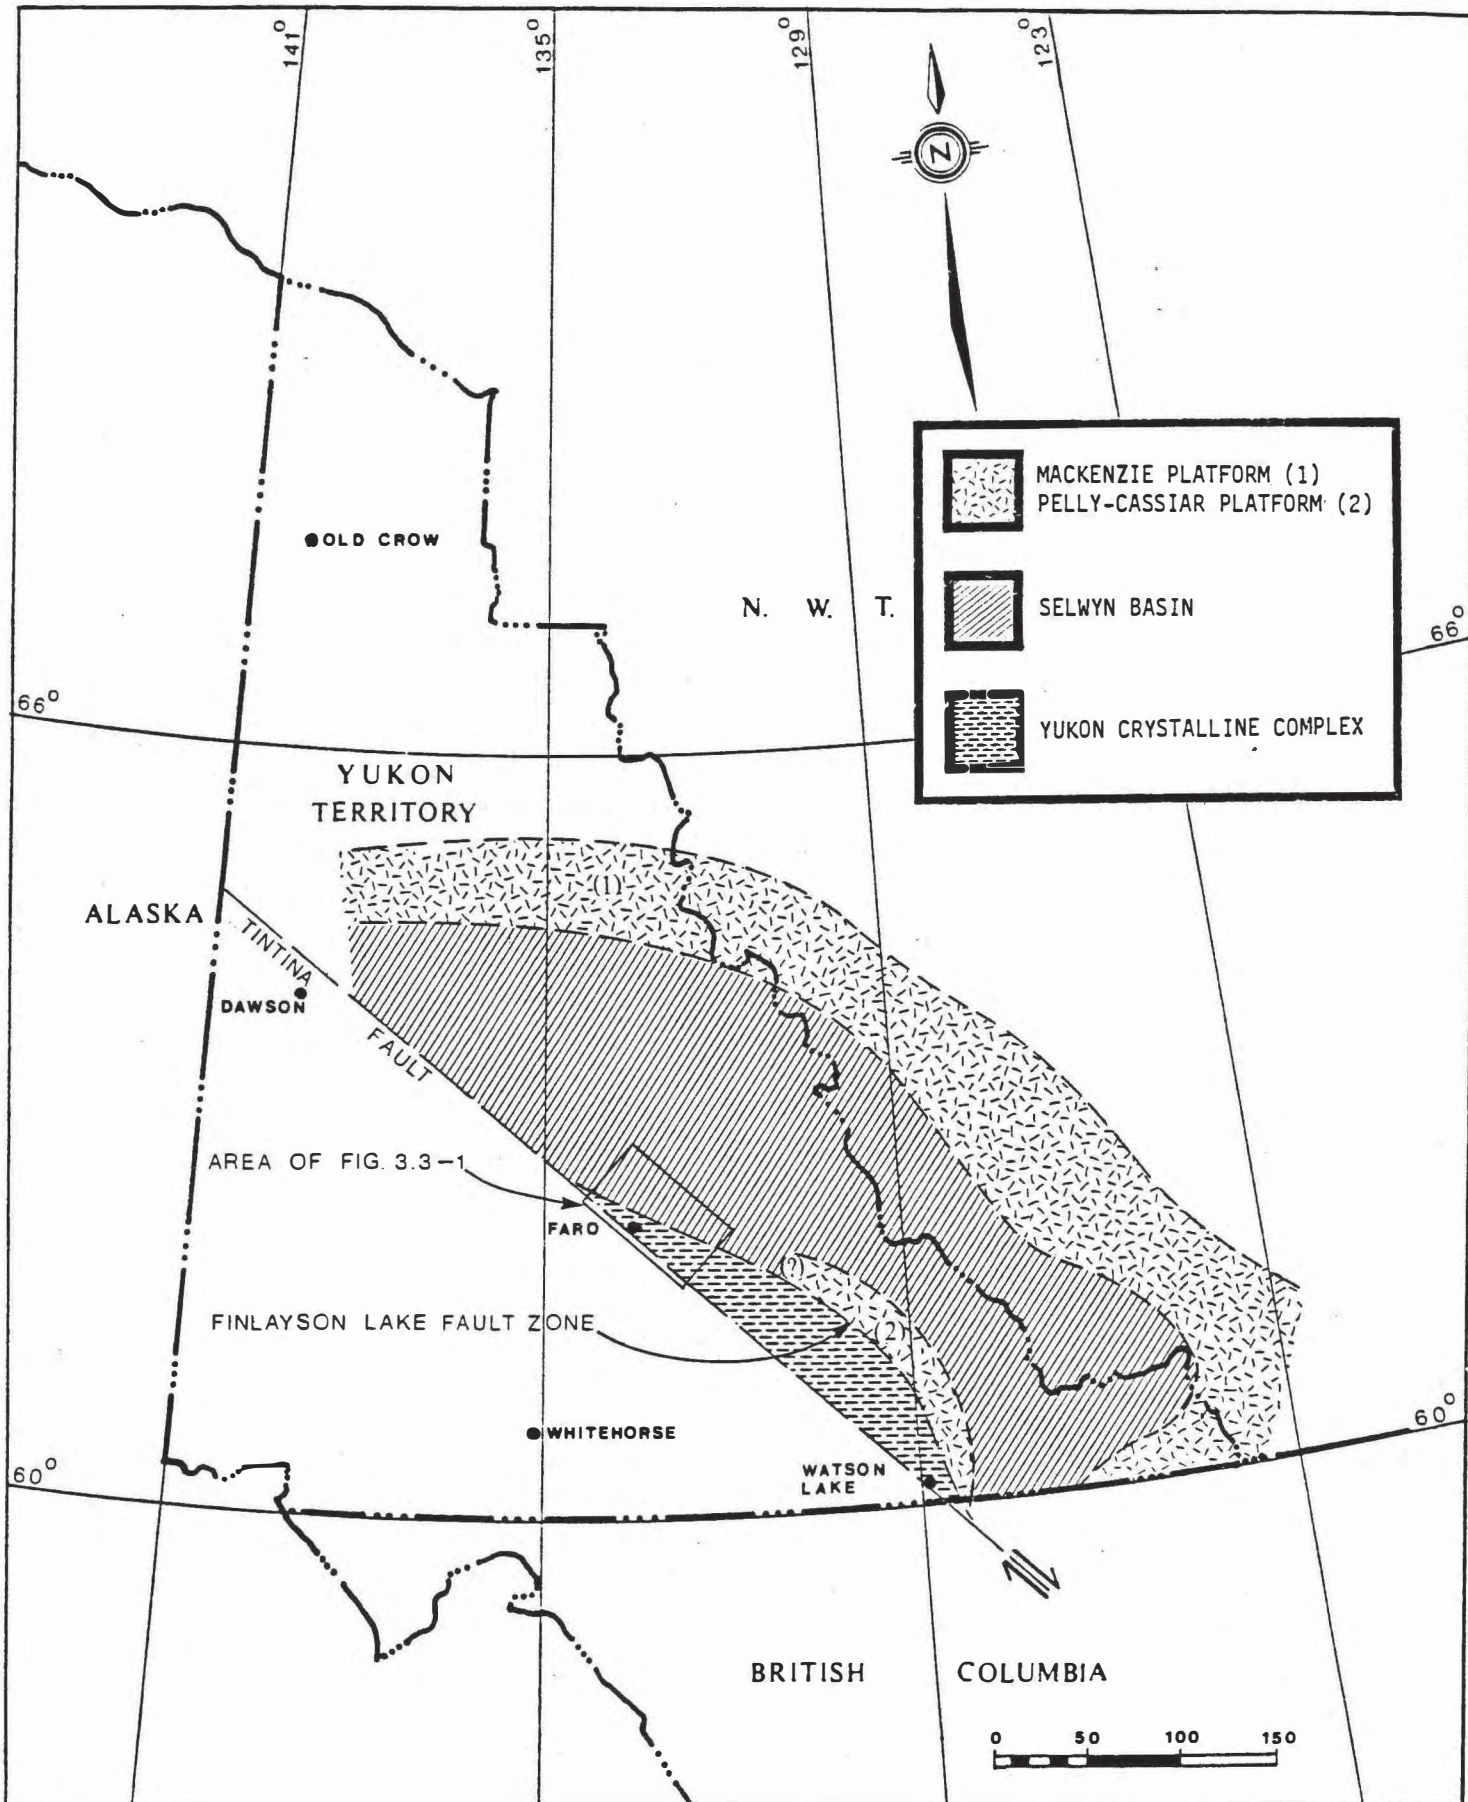 141°
135°
129°
123°
N
MACKENZIE PLATFORM (1)
PELLY-CASSIAR PLATFORM (2)
SELWYN BASIN
YUKON CRYSTALLINE COMPLEX
OLD CROW
N. W. T.
66°
66°
YUKON
TERRITORY
(1)
ALASKA
TINTINA
DAWSON
FAULT
AREA OF FIG. 3.3-1
FARO
(?)
FINLAYSON LAKE FAULT ZONE
(2)
WHITEHORSE
60°
60°
WATSON
LAKE
BRITISH COLUMBIA
0 50 100 150